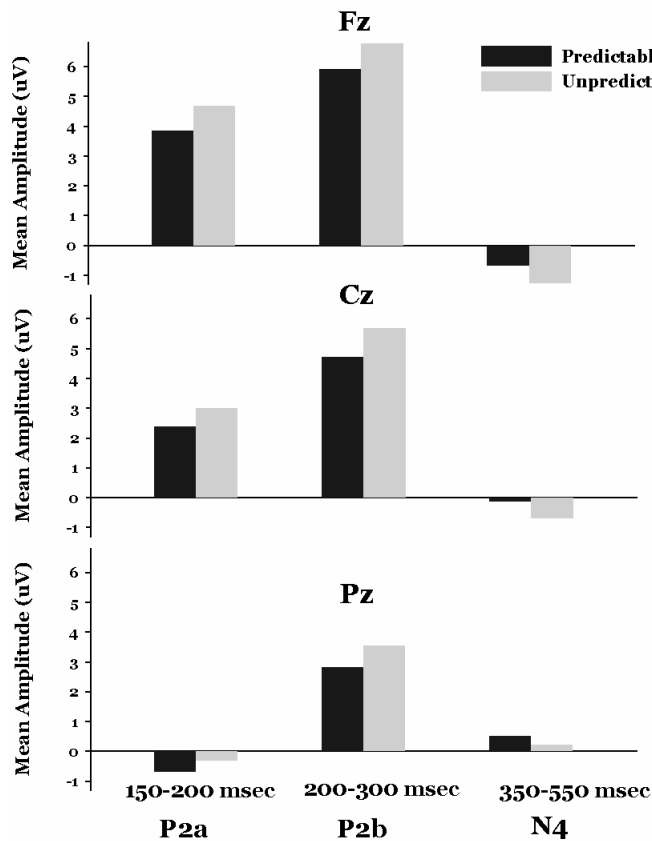 Fz
Predictabl
Unpredict
Mean Amplitude (uV)
6
5
4
3
2
1
0
-1
Cz
Mean Amplitude (uV)
6
5
4
3
2
1
0
-1
Pz
Mean Amplitude (uV)
6
5
4
3
2
1
0
-1
150-200 msec 200-300 msec 350-550 msec
P2a P2b N4